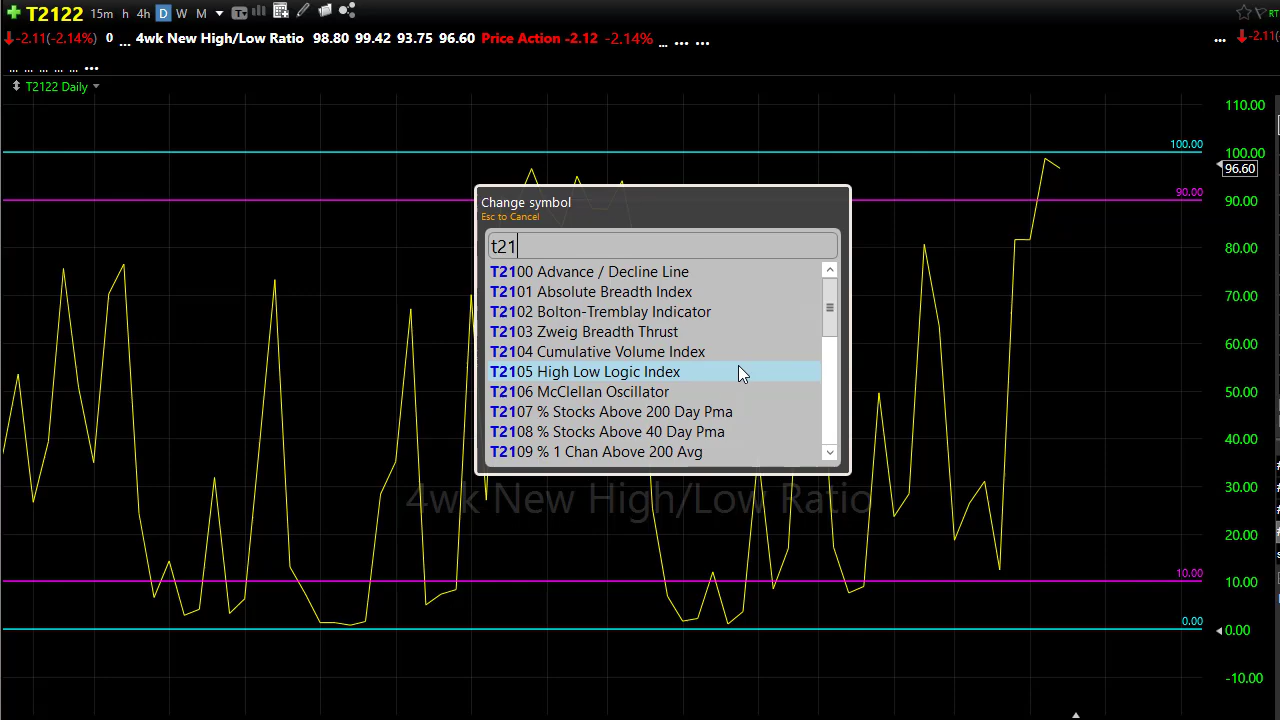 T2122 15m h 4h D W M
RT
-2.11(-2.14%) 0 ... 4wk New High/Low Ratio 98.80 99.42 93.75 96.60 Price Action -2.12 -2.14% ... ... ... ... -2.11(
... ... ... ... ... ...
T2122 Daily
110.00
100.00 100.00
96.60
90.00 90.00
80.00
70.00
60.00
50.00
40.00
30.00
20.00
10.00 10.00
0.00 0.00
-10.00
Change symbol
Esc to Cancel
t21
T2100 Advance / Decline Line
T2101 Absolute Breadth Index
T2102 Bolton-Tremblay Indicator
T2103 Zweig Breadth Thrust
T2104 Cumulative Volume Index
T2105 High Low Logic Index
T2106 McClellan Oscillator
T2107 % Stocks Above 200 Day Pma
T2108 % Stocks Above 40 Day Pma
T2109 % 1 Chan Above 200 Avg
4wk New High/Low Ratio